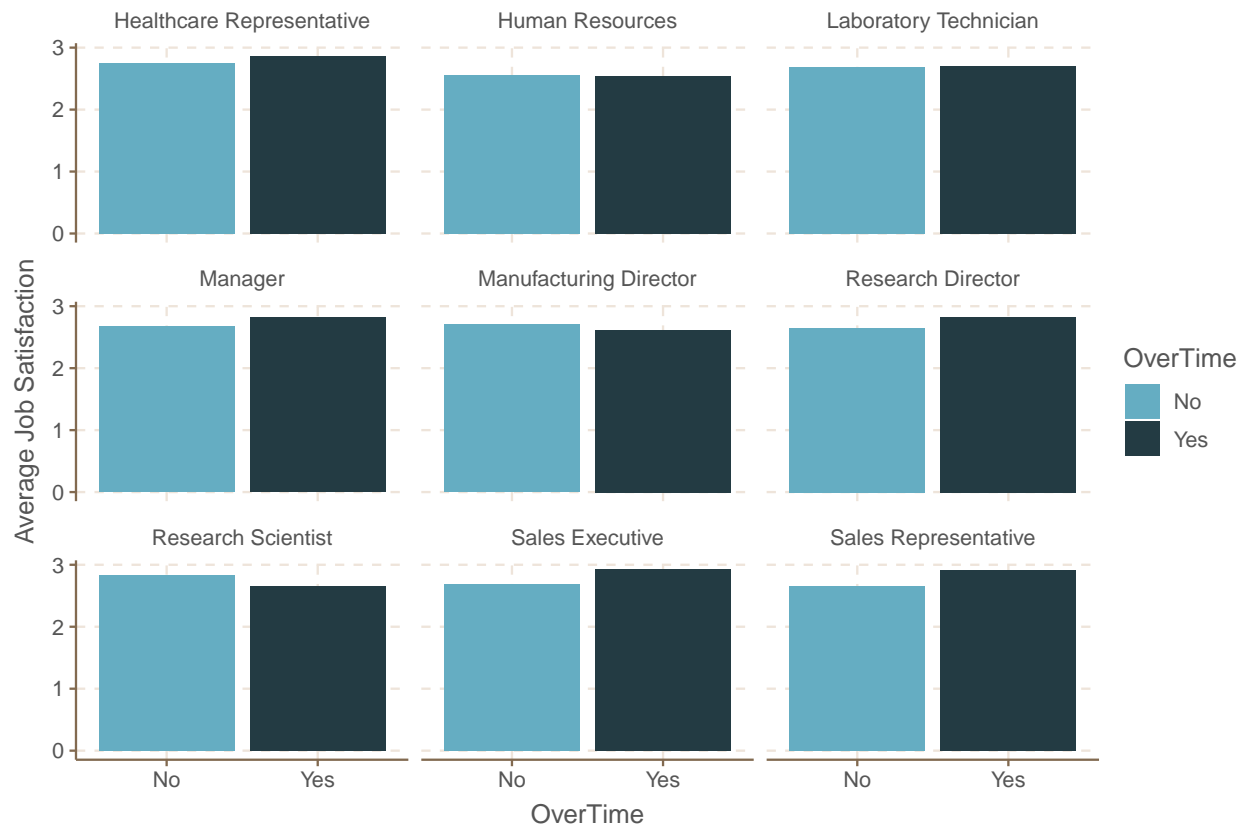 Healthcare Representative
Human Resources
Laboratory Technician
3
2
1
0
Manager
Manufacturing Director
Research Director
3
2
1
0
Research Scientist
Sales Executive
Sales Representative
3
2
1
0
No
Yes
No
Yes
No
Yes
OverTime
Average Job Satisfaction
OverTime
No
Yes